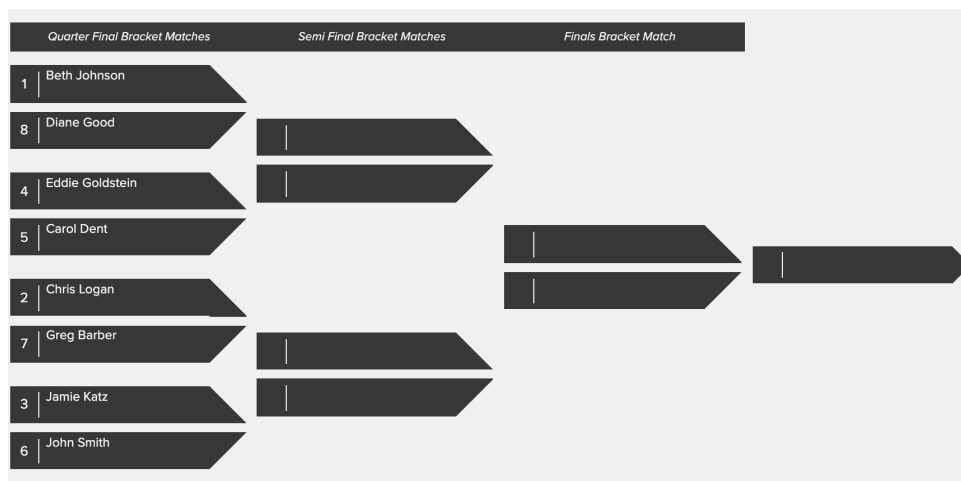 Quarter Final Bracket Matches Semi Final Bracket Matches Finals Bracket Match
1 Beth Johnson
8 Diane Good
4 Eddie Goldstein
5 Carol Dent
2 Chris Logan
7 Greg Barber
3 Jamie Katz
6 John Smith